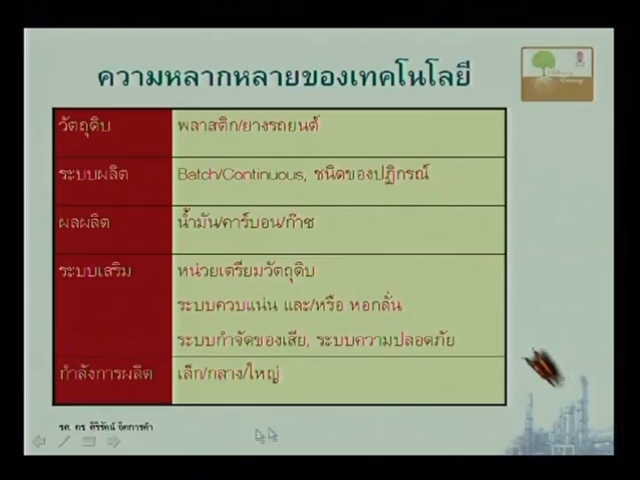 ความหลากหลายของเทคโนโลยี
วัตถุดิบ พลาสติก/ยางรถยนต์
ระบบผลิต Batch/Continuous, ชนิดของปฏิกรณ์
ผลผลิต น้ำมัน/คาร์บอน/ก๊าซ
ระบบเสริม หน่วยเตรียมวัตถุดิบ
ระบบควบแน่น และ/หรือ หอกลั่น
ระบบกำจัดของเสีย, ระบบความปลอดภัย
กำลังการผลิต เล็ก/กลาง/ใหญ่
รศ. ดร. ศิริรัตน์ จิตการค้า